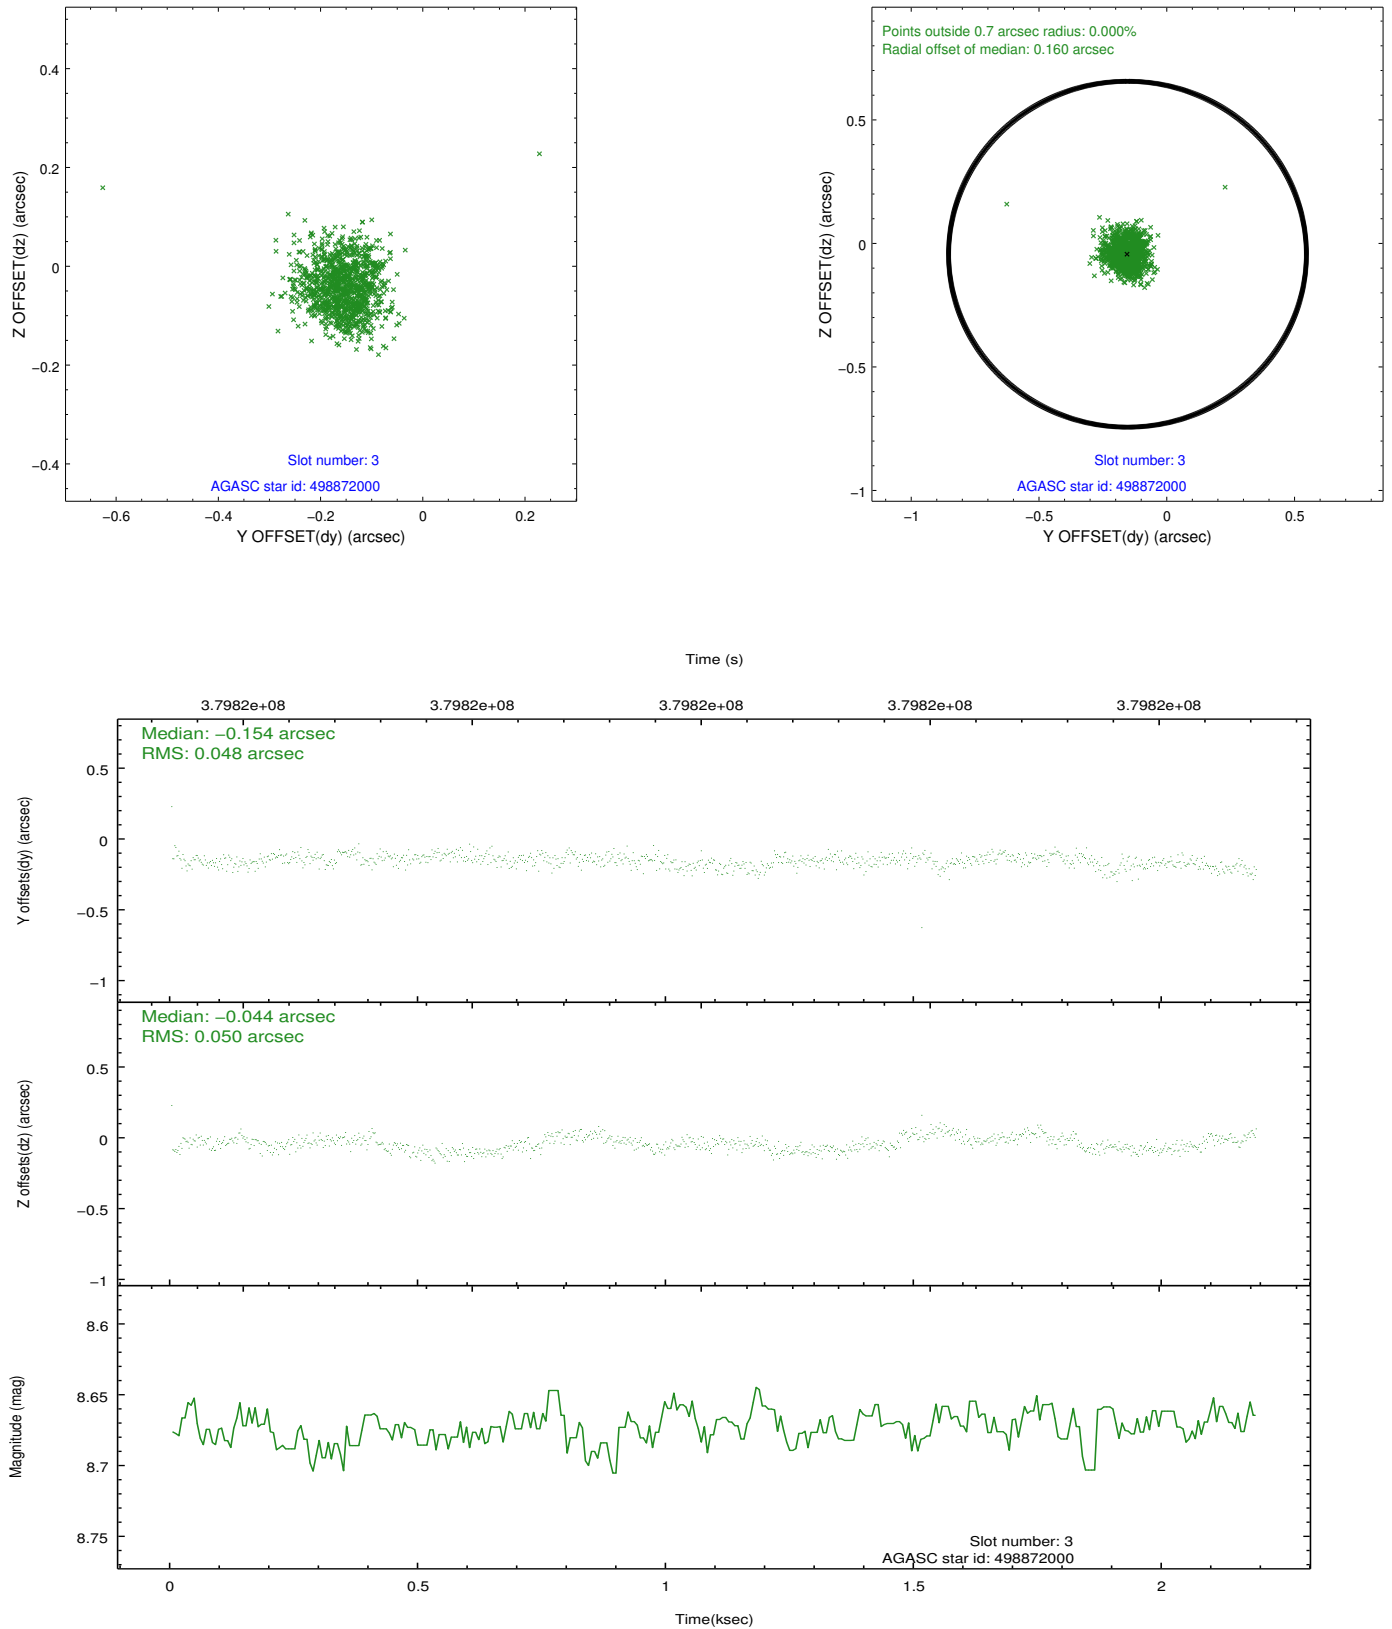 0.4
0.2
0
−0.2
−0.4
Z OFFSET(dz) (arcsec)
Slot number: 3
AGASC star id: 498872000
−0.6
−0.4
−0.2
0
0.2
Y OFFSET(dy) (arcsec)
Points outside 0.7 arcsec radius: 0.000%
Radial offset of median: 0.160 arcsec
0.5
0
−0.5
−1
Z OFFSET(dz) (arcsec)
Slot number: 3
AGASC star id: 498872000
−1
−0.5
0
0.5
Y OFFSET(dy) (arcsec)
Time (s)
3.7982e+08
3.7982e+08
3.7982e+08
3.7982e+08
3.7982e+08
Median: −0.154 arcsec
RMS: 0.048 arcsec
0.5
0
−0.5
−1
Y offsets(dy) (arcsec)
Median: −0.044 arcsec
RMS: 0.050 arcsec
0.5
0
−0.5
−1
Z offsets(dz) (arcsec)
8.6
8.65
8.7
8.75
Magnitude (mag)
Slot number: 3
AGASC star id: 498872000
0
0.5
1
1.5
2
Time(ksec)